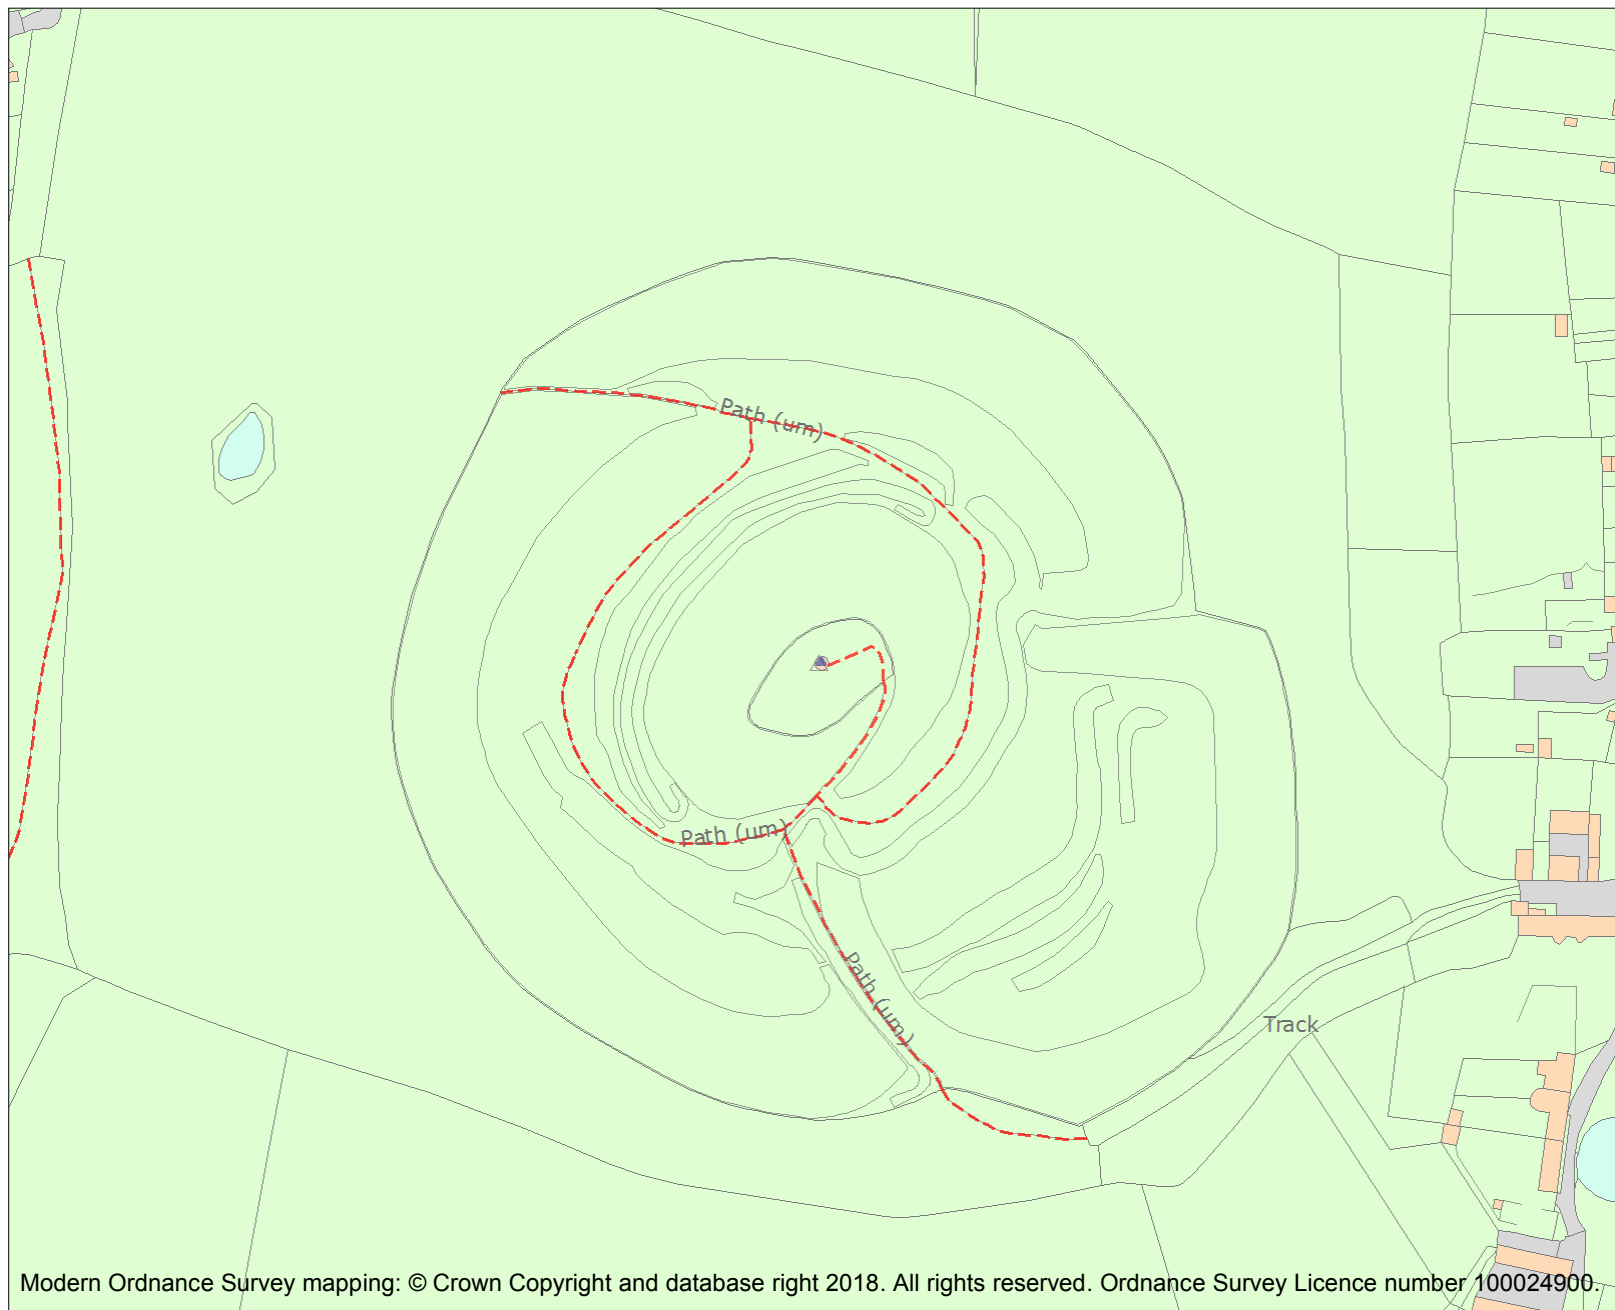 Path (um)
Path (um)
Path (um)
Track
Modern Ordnance Survey mapping: © Crown Copyright and database right 2018. All rights reserved. Ordnance Survey Licence number 100024900.